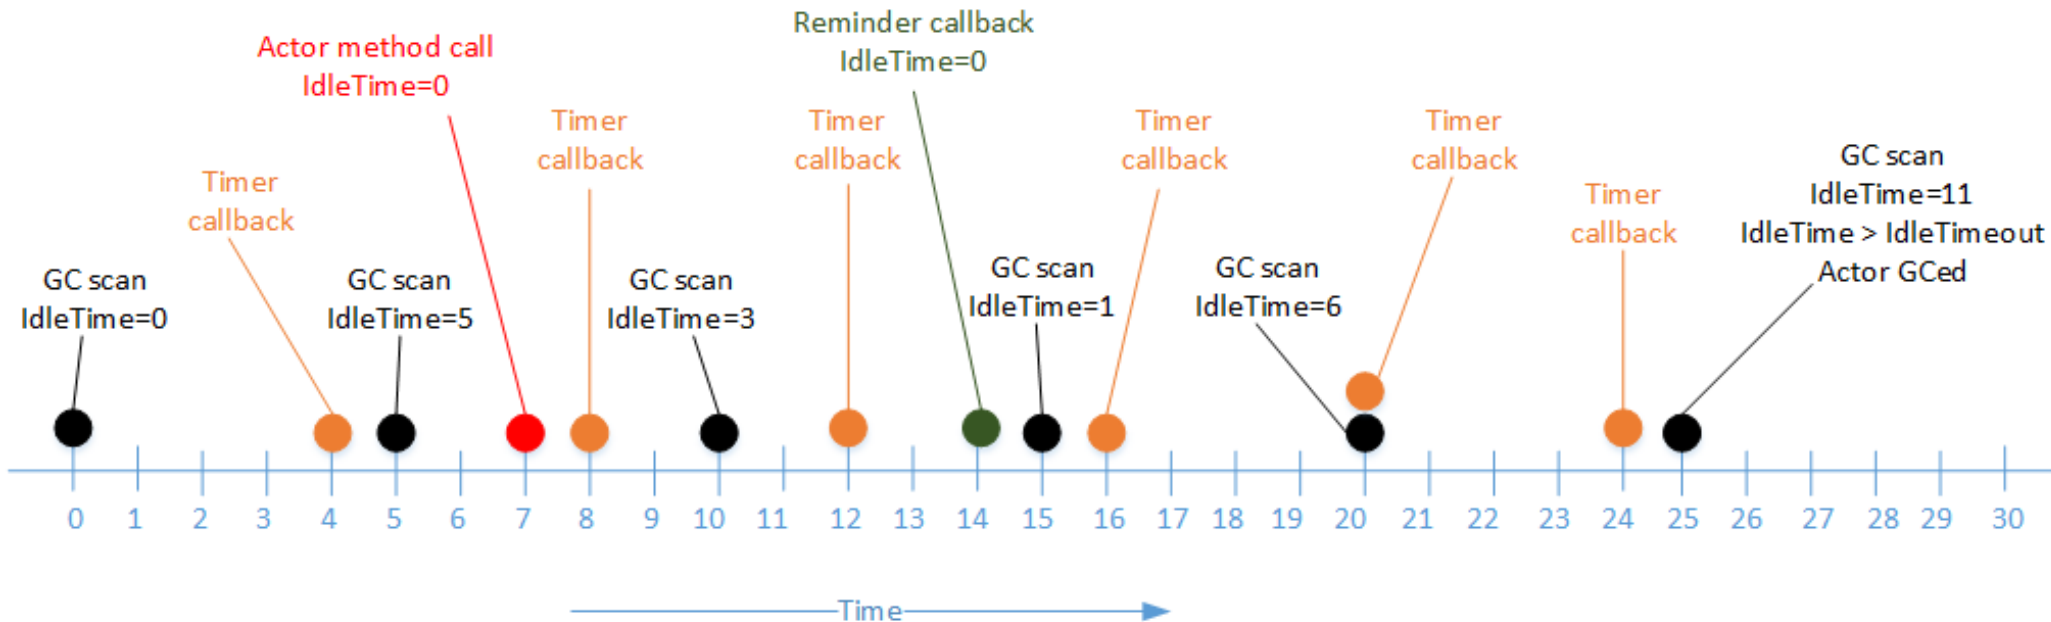 Actor method call
IdleTime=0
Reminder callback
IdleTime=0
Timer
callback
Timer
callback
Timer
callback
Timer
callback
Timer
callback
Timer
callback
GC scan
IdleTime=11
IdleTime > IdleTimeout
Actor GCed
GC scan
IdleTime=0
GC scan
IdleTime=5
GC scan
IdleTime=3
GC scan
IdleTime=1
GC scan
IdleTime=6
0 1 2 3 4 5 6 7 8 9 10 11 12 13 14 15 16 17 18 19 20 21 22 23 24 25 26 27 28 29 30
Time